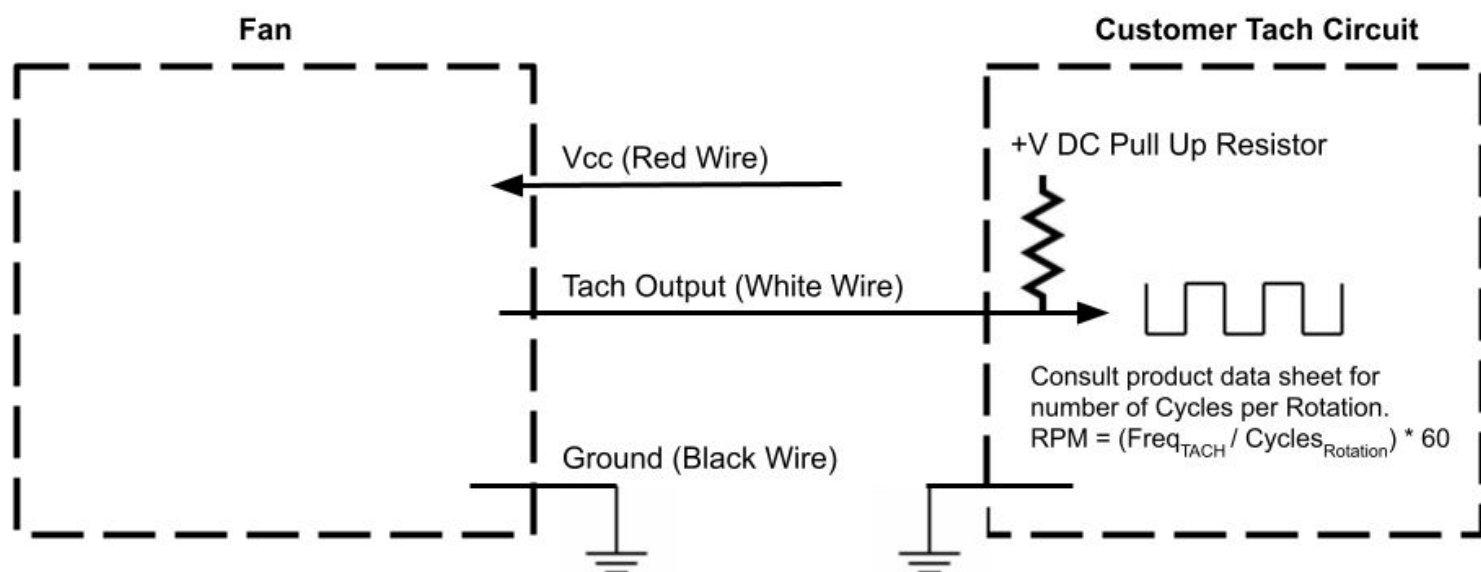 Fan
Customer Tach Circuit
Vcc (Red Wire)
+V DC Pull Up Resistor
Tach Output (White Wire)
Consult product data sheet for
number of Cycles per Rotation.
RPM = (FreqTACH / CyclesRotation) * 60
Ground (Black Wire)